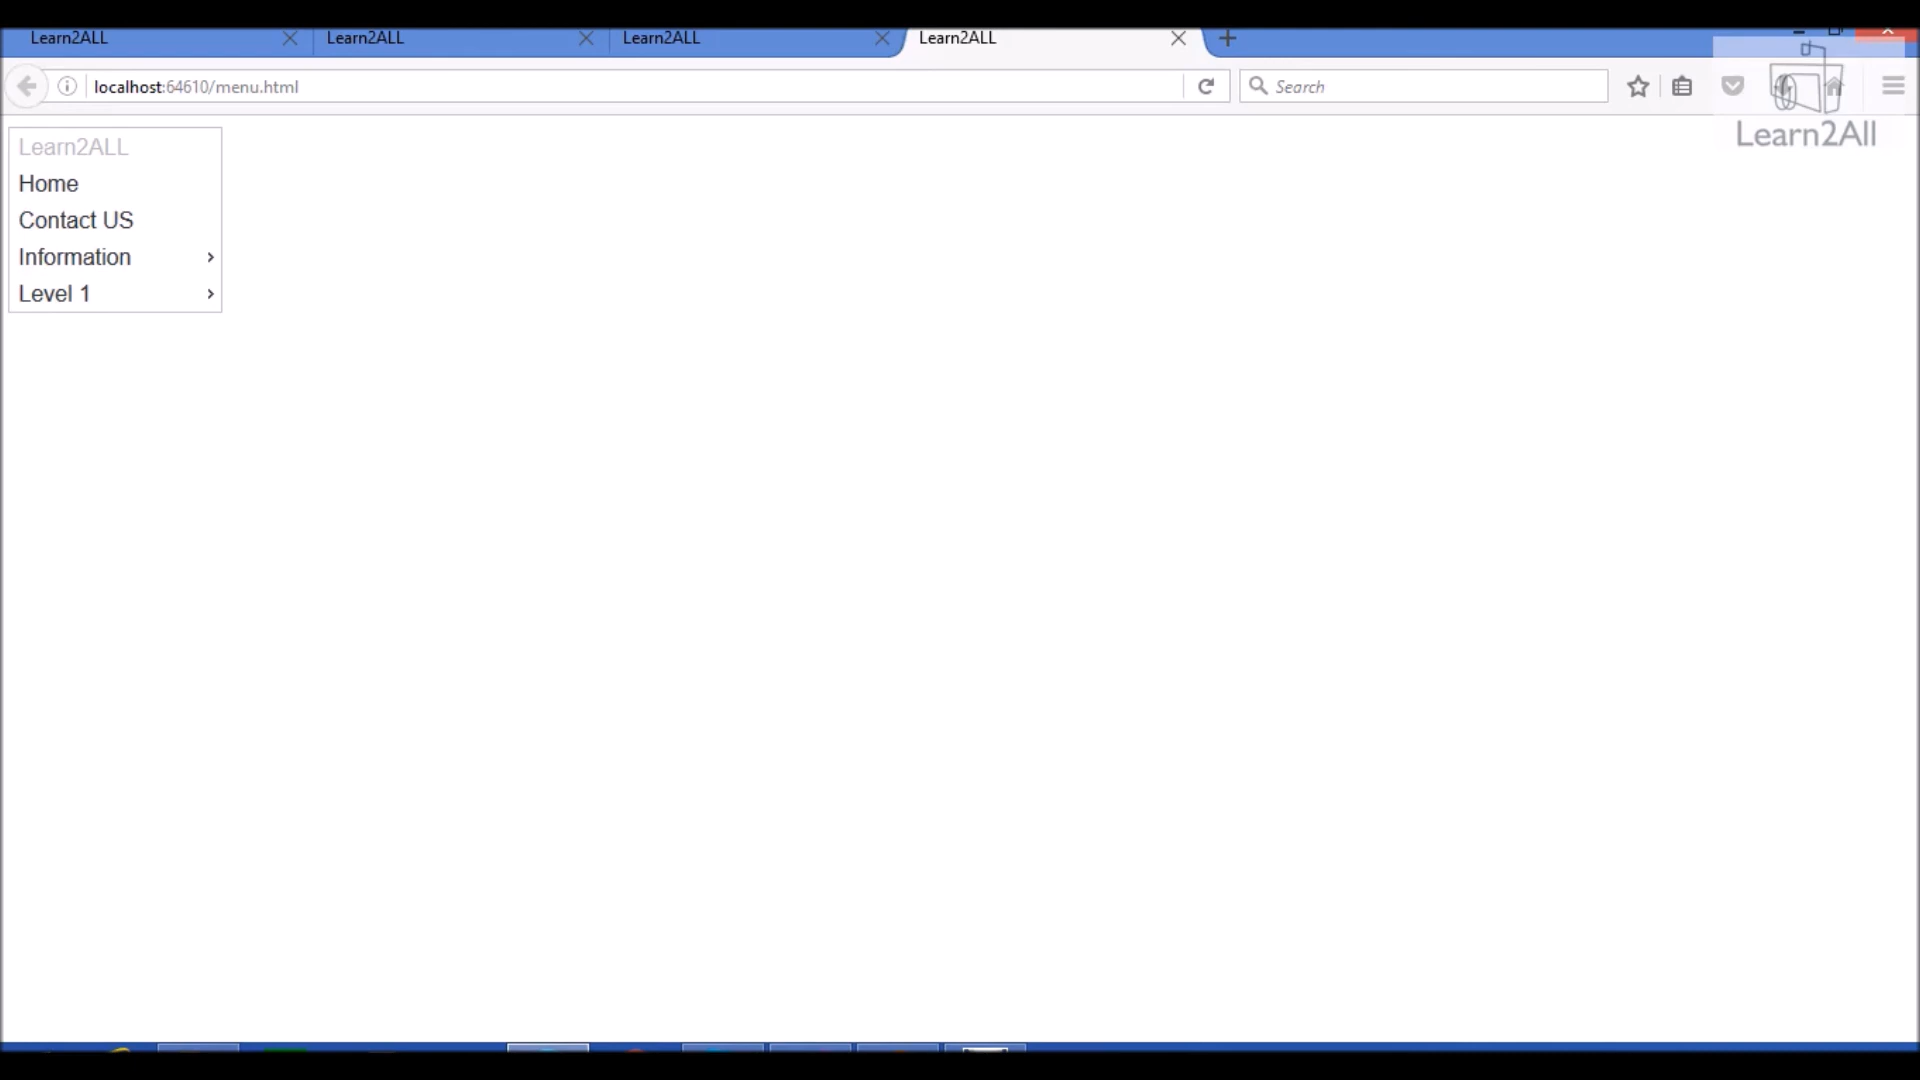 Learn2ALL Learn2ALL Learn2ALL Learn2ALL
localhost:64610/menu.html Search
Learn2All
Learn2ALL
Home
Contact US
Information
Level 1